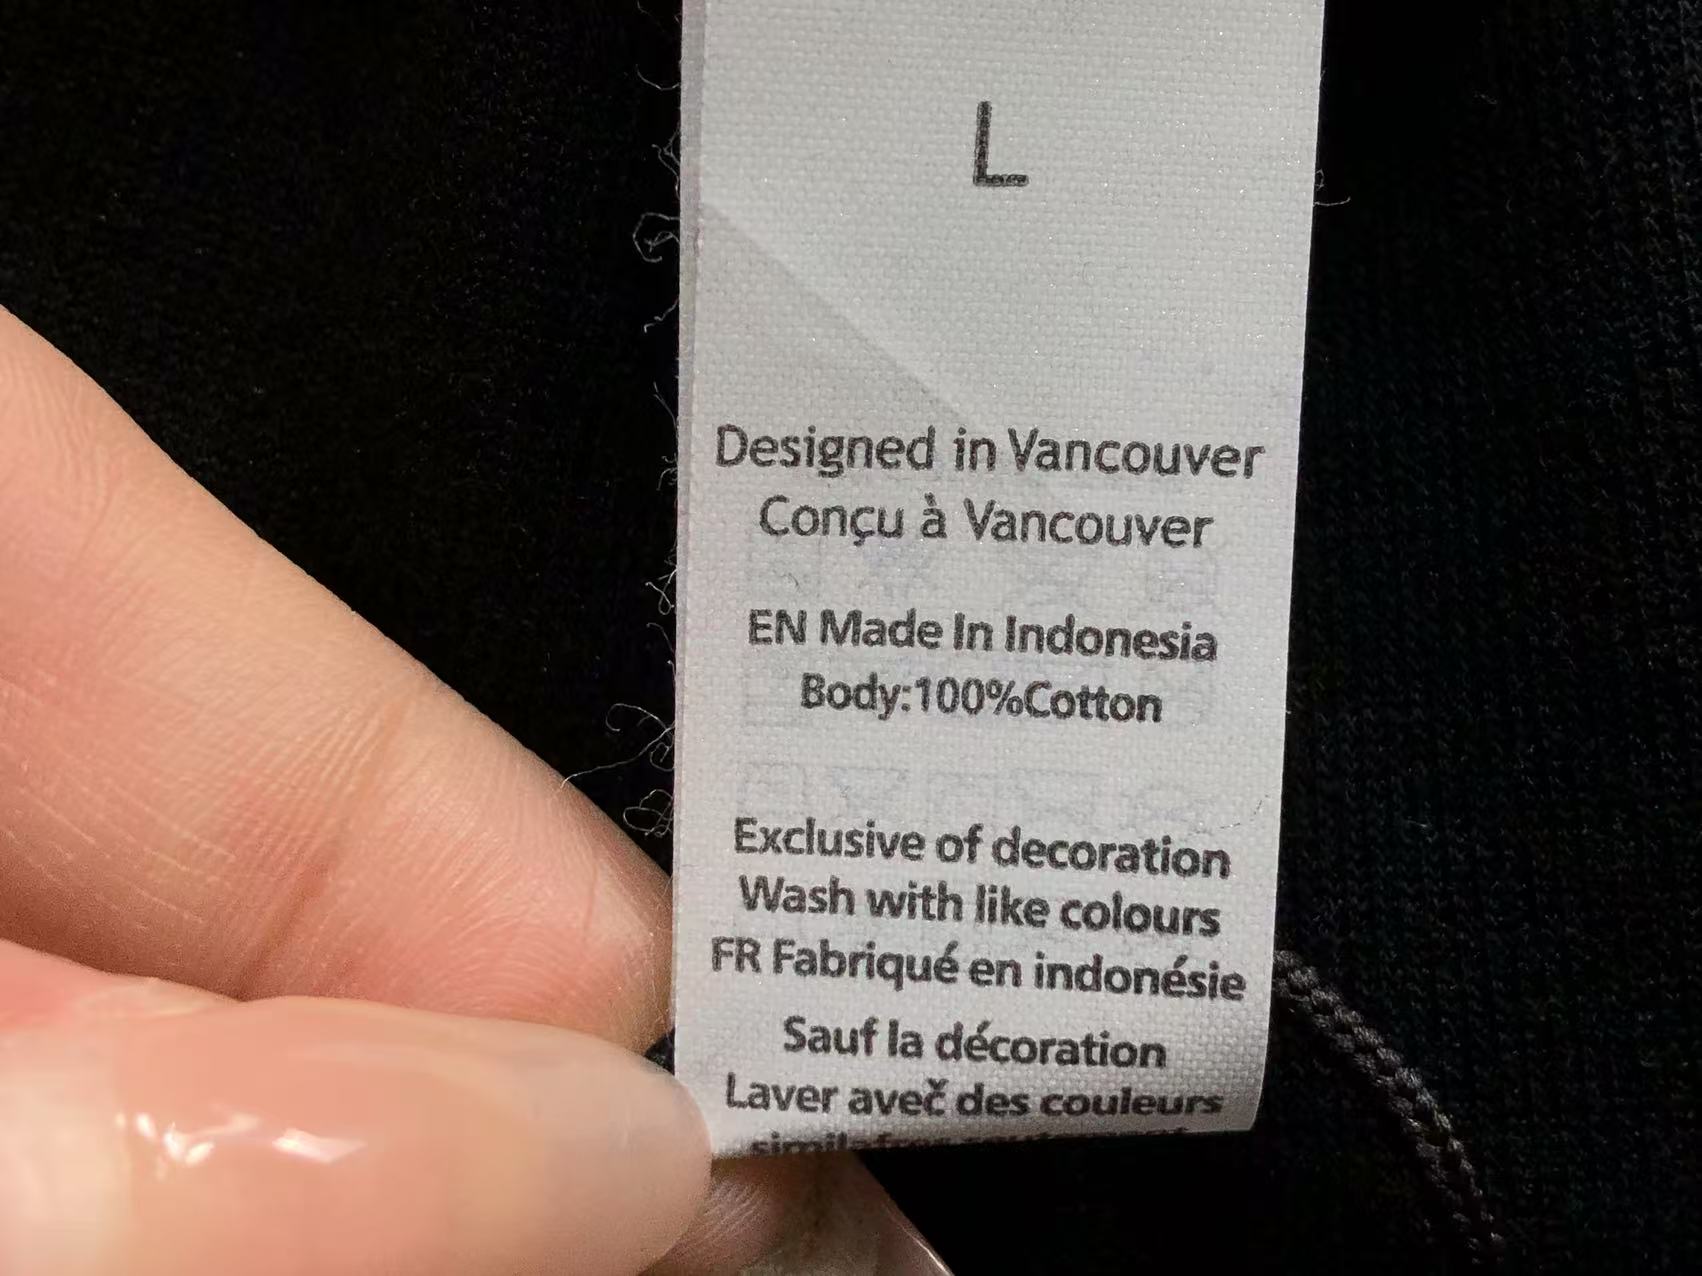 L
Designed in Vancouver
Conçu à Vancouver
EN Made In Indonesia
Body:100%Cotton
Exclusive of decoration
Wash with like colours
FR Fabriqué en indonésie
Sauf la décoration
Laver aveč des couleurs